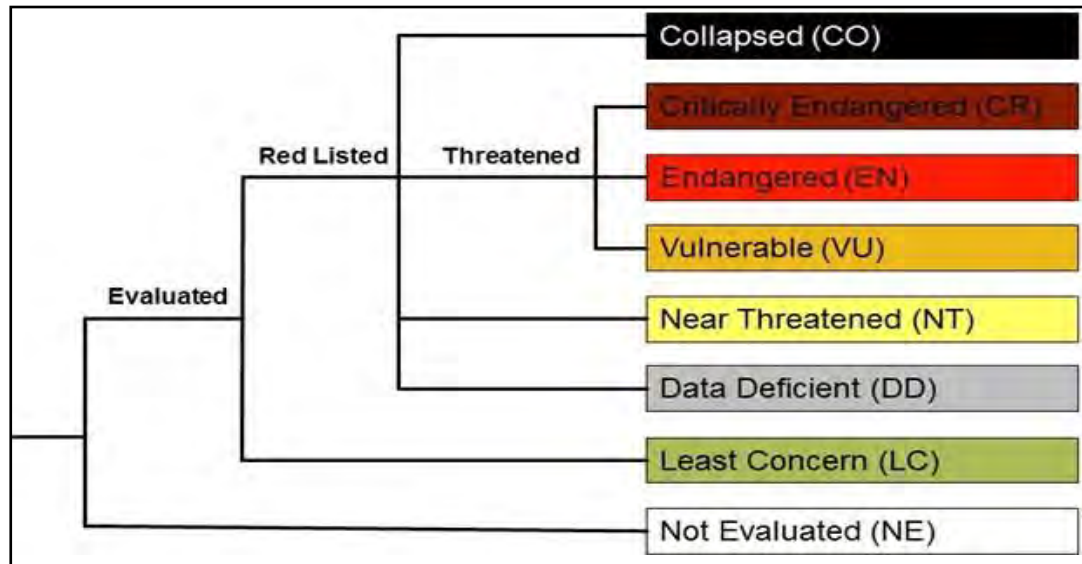 Collapsed (CO)
Critically Endangered (CR)
Red Listed
Threatened
Endangered (EN)
Vulnerable (VU)
Evaluated
Near Threatened (NT)
Data Deficient (DD)
Least Concern (LC)
Not Evaluated (NE)